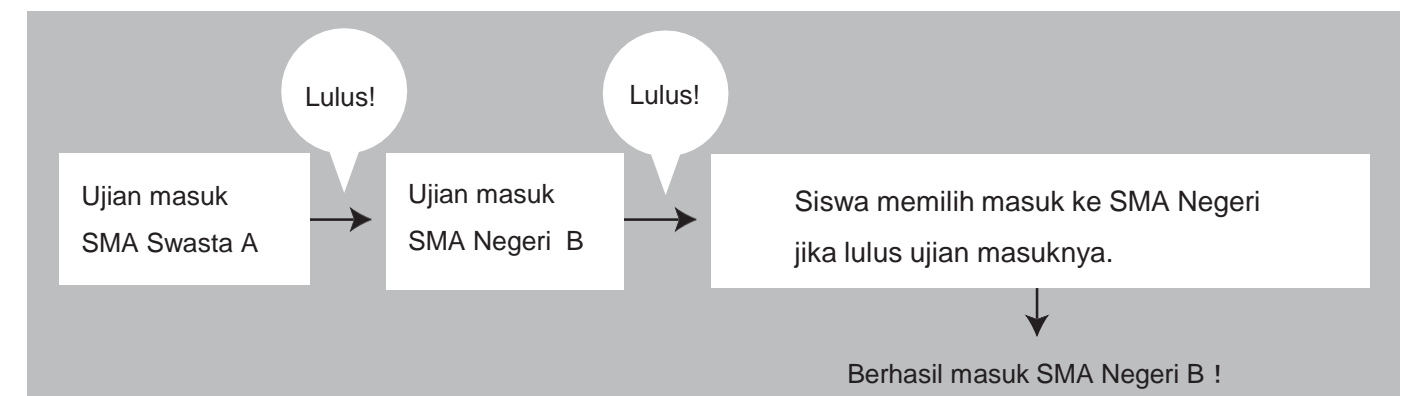 Lulus!
Lulus!
Ujian masuk
SMA Swasta A
Ujian masuk
SMA Negeri B
Siswa memilih masuk ke SMA Negeri
jika lulus ujian masuknya.
Berhasil masuk SMA Negeri B !